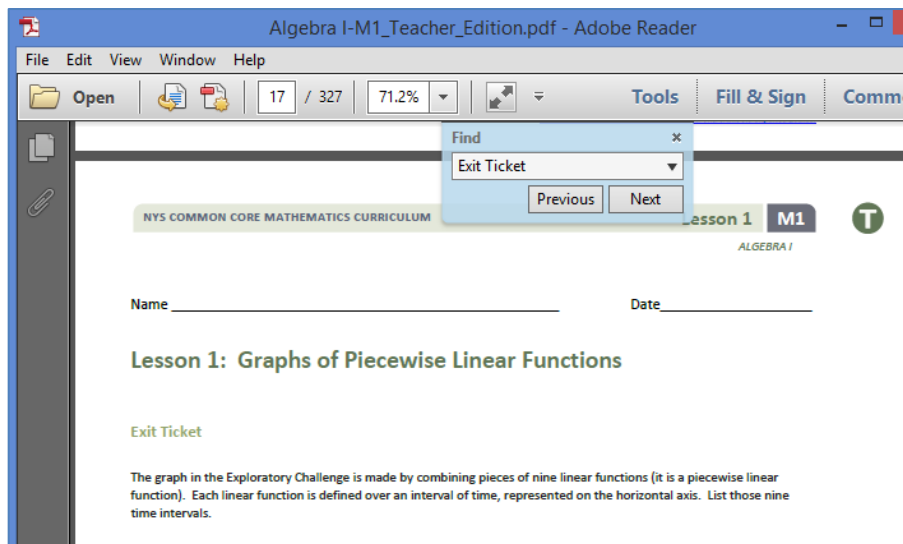 Algebra I-M1_Teacher_Edition.pdf - Adobe Reader
File Edit View Window Help
Open 17 / 327 71.2% Tools Fill & Sign
Find
Exit Ticket
Previous Next
NYS COMMON CORE MATHEMATICS CURRICULUM Lesson 1 M1 T
ALGEBRA I
Name Date
Lesson 1: Graphs of Piecewise Linear Functions
Exit Ticket
The graph in the Exploratory Challenge is made by combining pieces of nine linear functions (it is a piecewise linear
function). Each linear function is defined over an interval of time, represented on the horizontal axis. List those nine
time intervals.